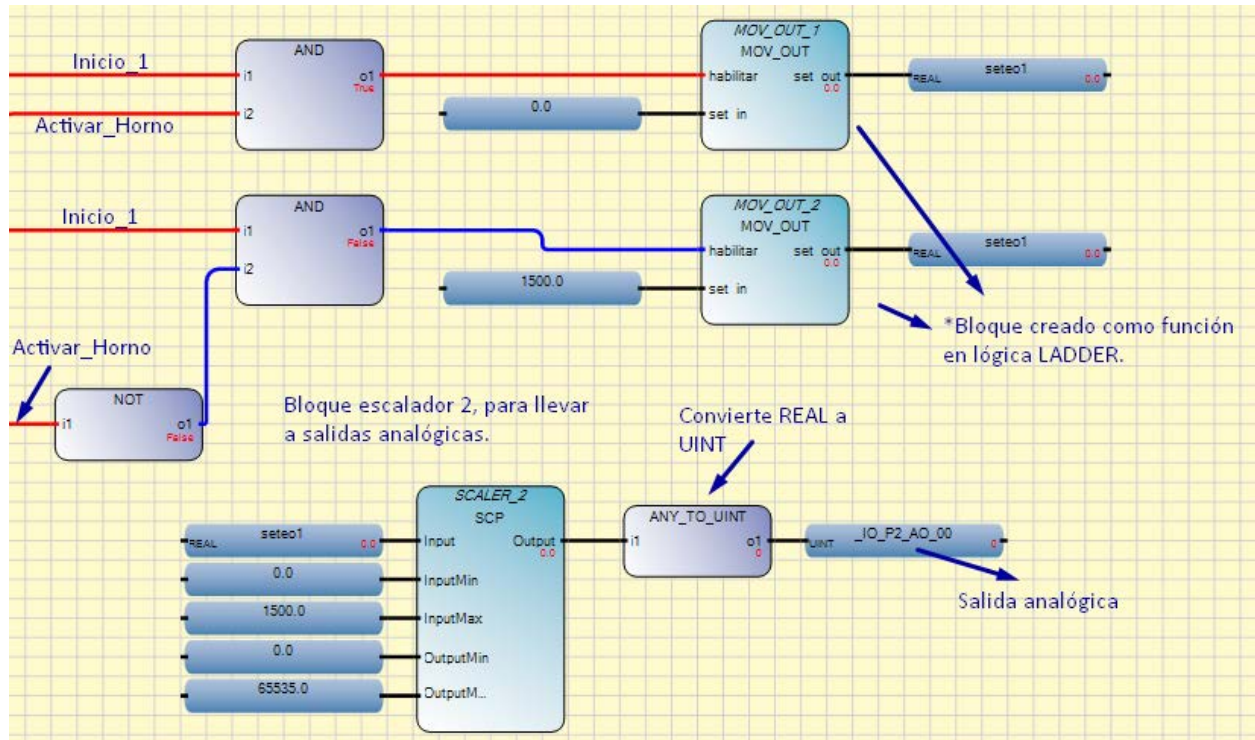 Inicio_1
Activar_Horno
AND
i1
i2
o1
True
0.0
MOV_OUT_1
MOV_OUT
habilitar
set in
set out
0.0
REAL
seteo1
0.0
Inicio_1
AND
i1
i2
o1
False
1500.0
MOV_OUT_2
MOV_OUT
habilitar
set in
set out
0.0
REAL
seteo1
0.0
*Bloque creado como función
en lógica LADDER.
Activar_Horno
NOT
i1
o1
False
Bloque escalador 2, para llevar
a salidas analógicas.
Convierte REAL a
UINT
REAL
seteo1
0.0
0.0
1500.0
0.0
65535.0
SCALER_2
SCP
Input
InputMin
InputMax
OutputMin
OutputM...
Output
0.0
ANY_TO_UINT
i1
o1
0
UINT
_IO_P2_AO_00
0
Salida analógica